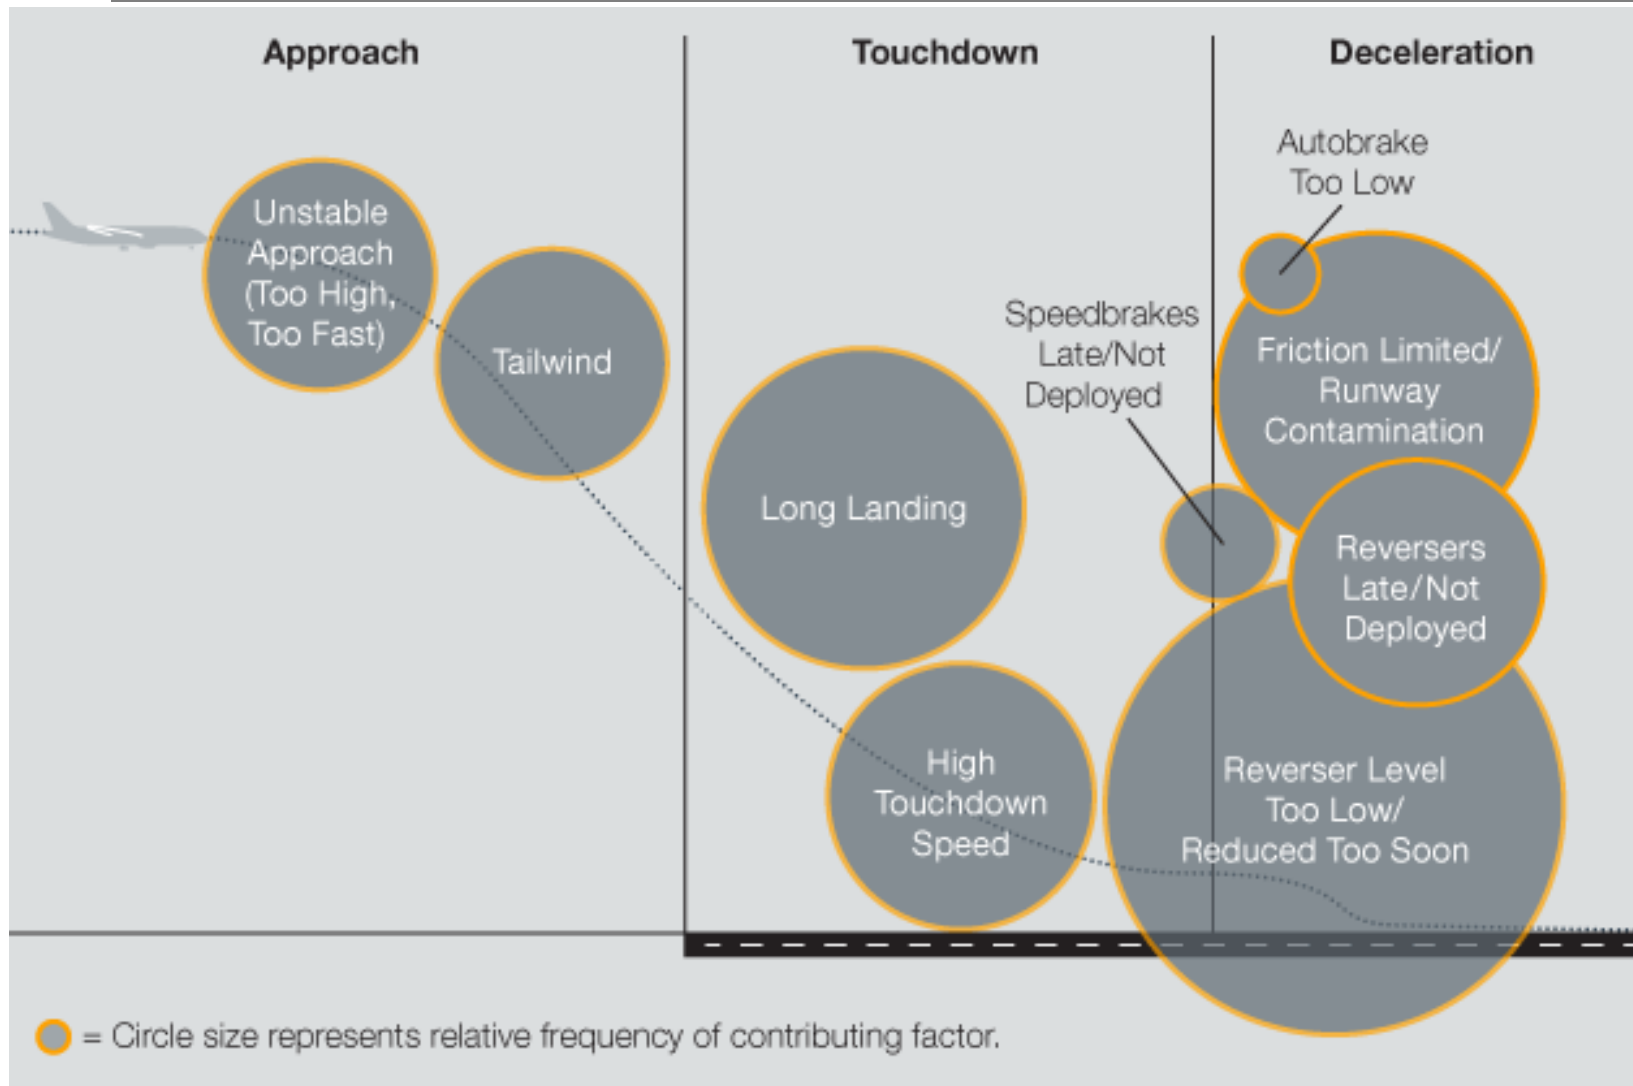 Approach
Touchdown
Deceleration
Unstable
Approach
(Too High,
Too Fast)
Tailwind
Long Landing
High
Touchdown
Speed
Speedbrakes
Late/Not
Deployed
Autobrake
Too Low
Friction Limited/
Runway
Contamination
Reversers
Late/Not
Deployed
Reverser Level
Too Low/
Reduced Too Soon
= Circle size represents relative frequency of contributing factor.